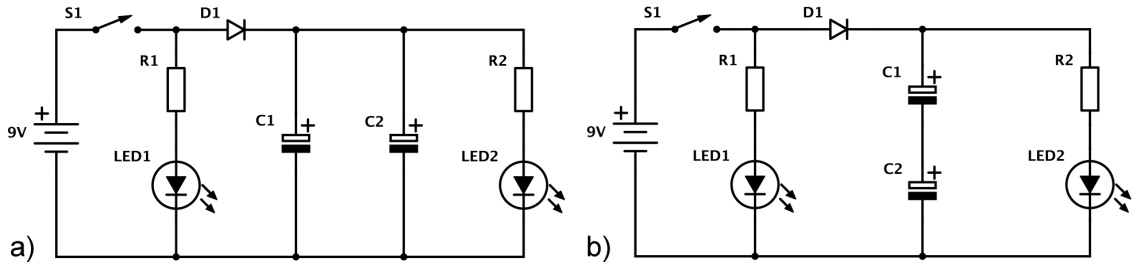 S1 D1
R1 R2
+
9V C1 + C2 +
LED1 LED2
a)
S1 D1
R1 C1 + R2
+
9V
LED1 C2 + LED2
b)